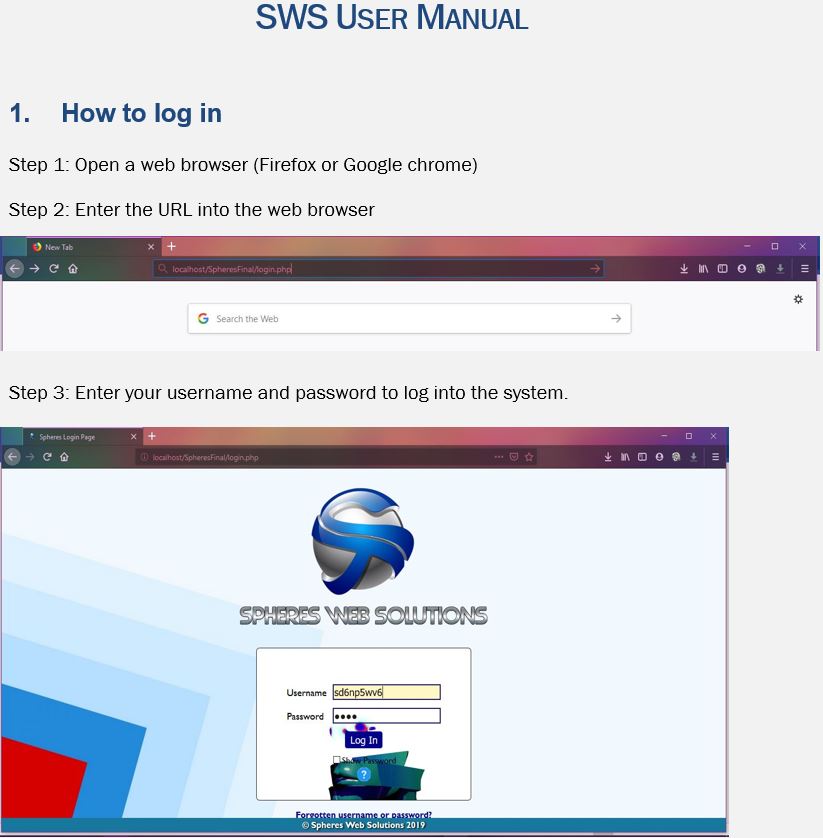 SWS USER MANUAL
1. How to log in
Step 1: Open a web browser (Firefox or Google chrome)
Step 2: Enter the URL into the web browser
New Tab
localhost/SpheresFinal/login.php
Search the Web
Step 3: Enter your username and password to log into the system.
Spheres Login Page
localhost/SpheresFinal/login.php
SPHERES WEB SOLUTIONS
Username sd6np5wv6
Password ●●●●
Log In
Show Password
?
Forgotten username or password?
© Spheres Web Solutions 2019